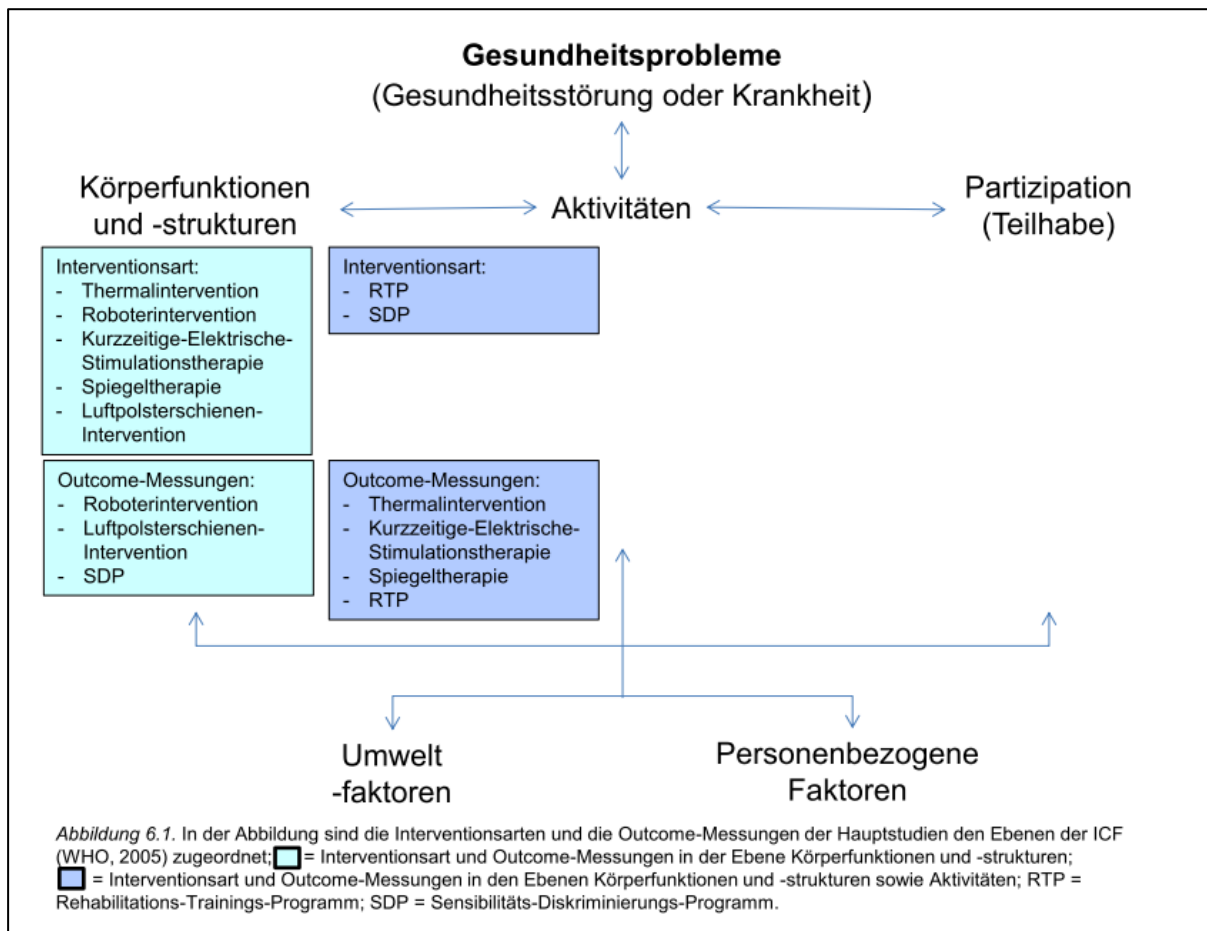 Gesundheitsprobleme
(Gesundheitsstörung oder Krankheit)
Körperfunktionen
und -strukturen
Aktivitäten
Partizipation
(Teilhabe)
Interventionsart:
- Thermalintervention
- Roboterintervention
- Kurzzeitige-Elektrische-
Stimulationstherapie
- Spiegeltherapie
- Luftpolsterschienen-
Intervention
Interventionsart:
- RTP
- SDP
Outcome-Messungen:
- Roboterintervention
- Luftpolsterschienen-
Intervention
- SDP
Outcome-Messungen:
- Thermalintervention
- Kurzzeitige-Elektrische-
Stimulationstherapie
- Spiegeltherapie
- RTP
Umwelt
-faktoren
Personenbezogene
Faktoren
Abbildung 6.1. In der Abbildung sind die Interventionsarten und die Outcome-Messungen der Hauptstudien den Ebenen der ICF
(WHO, 2005) zugeordnet; = Interventionsart und Outcome-Messungen in der Ebene Körperfunktionen und -strukturen;
= Interventionsart und Outcome-Messungen in den Ebenen Körperfunktionen und -strukturen sowie Aktivitäten; RTP =
Rehabilitations-Trainings-Programm; SDP = Sensibilitäts-Diskriminierungs-Programm.